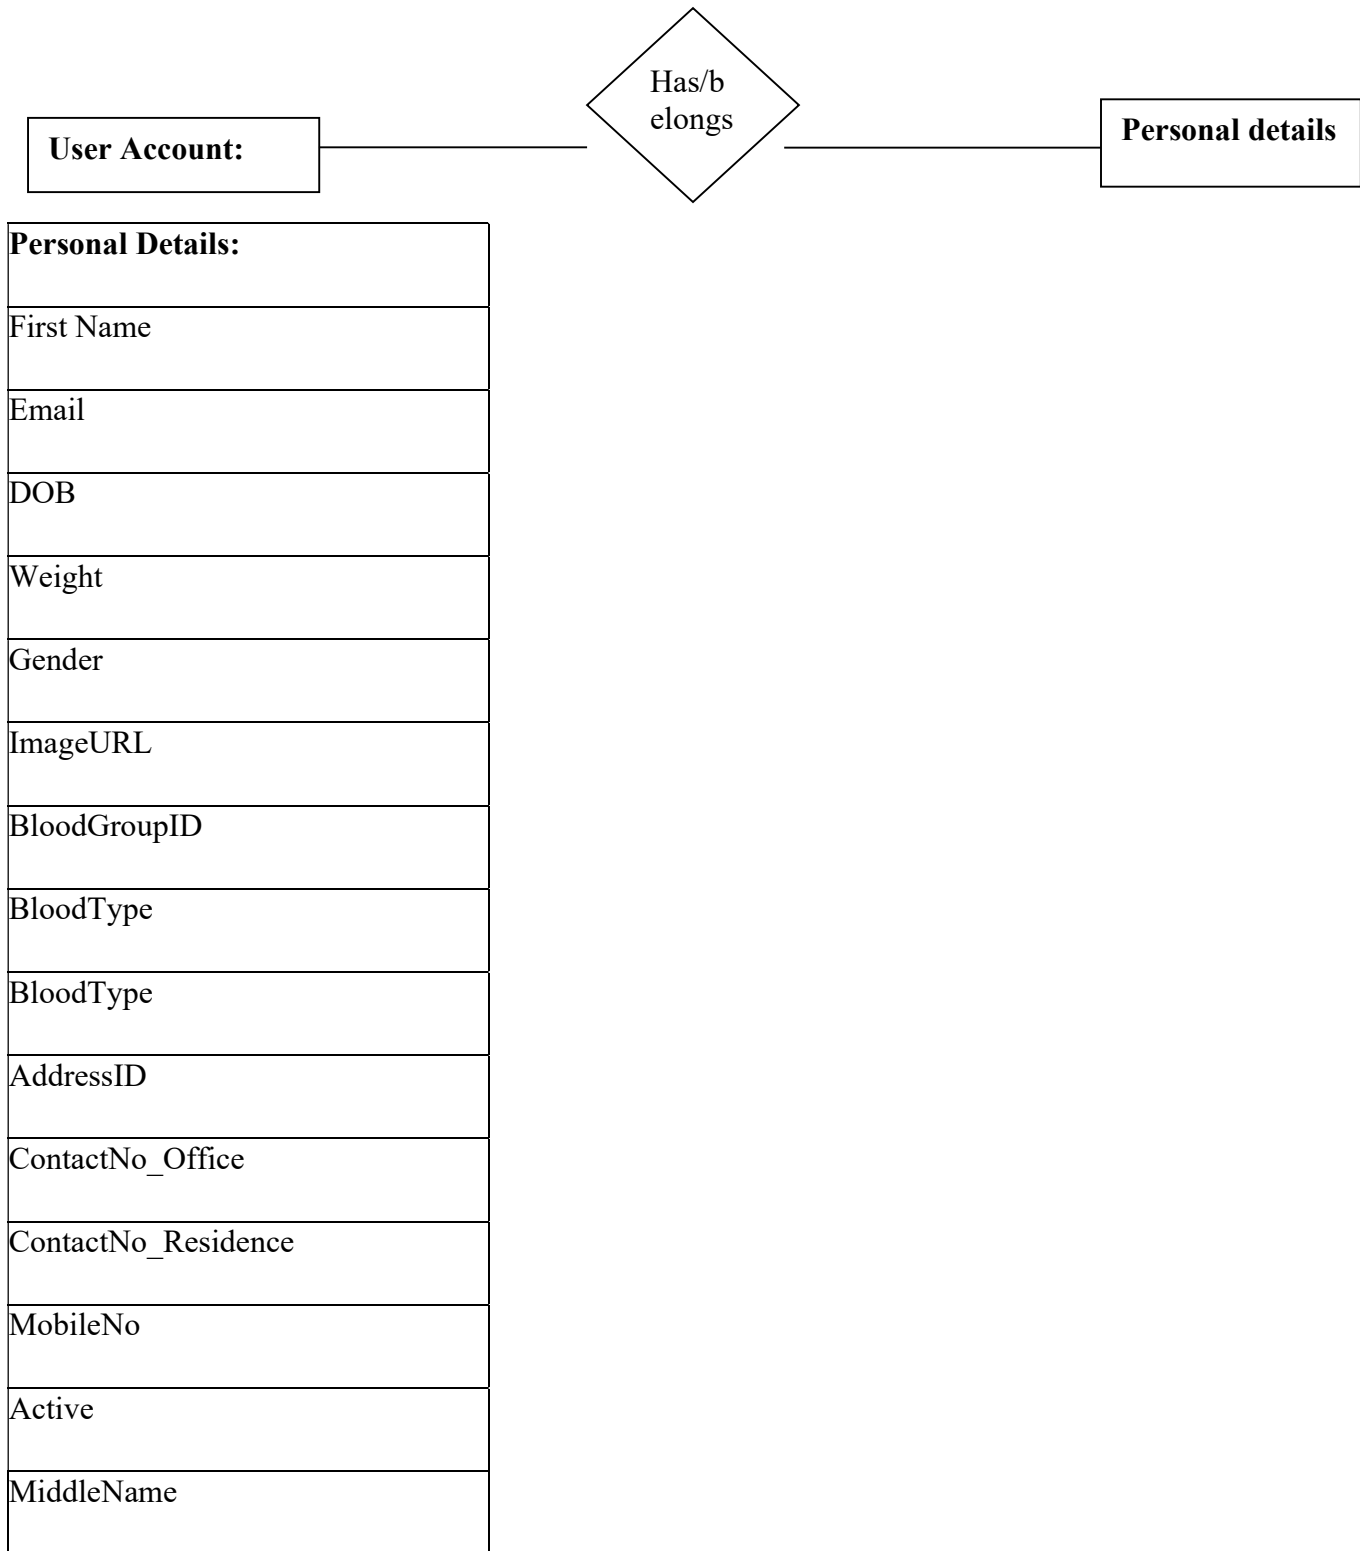 Has/b
elongs
User Account:
Personal details
Personal Details:
First Name
Email
DOB
Weight
Gender
ImageURL
BloodGroupID
BloodType
BloodType
AddressID
ContactNo_Office
ContactNo_Residence
MobileNo
Active
MiddleName